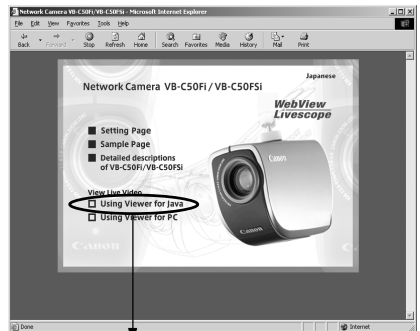 Network Camera VB-C50Fi/VB-C50FSi - Microsoft Internet Explorer
File Edit View Favorites Tools Help
Back Forward Stop Refresh Home Search Favorites Media History Mail Print
Japanese
Network Camera VB-C50Fi / VB-C50FSi
WebView
Livescope
Setting Page
Sample Page
Detailed descriptions
of VB-C50Fi/VB-C50FSi
View Live Video
Using Viewer for Java
Using Viewer for PC
Canon
Canon
Canon
Done Internet